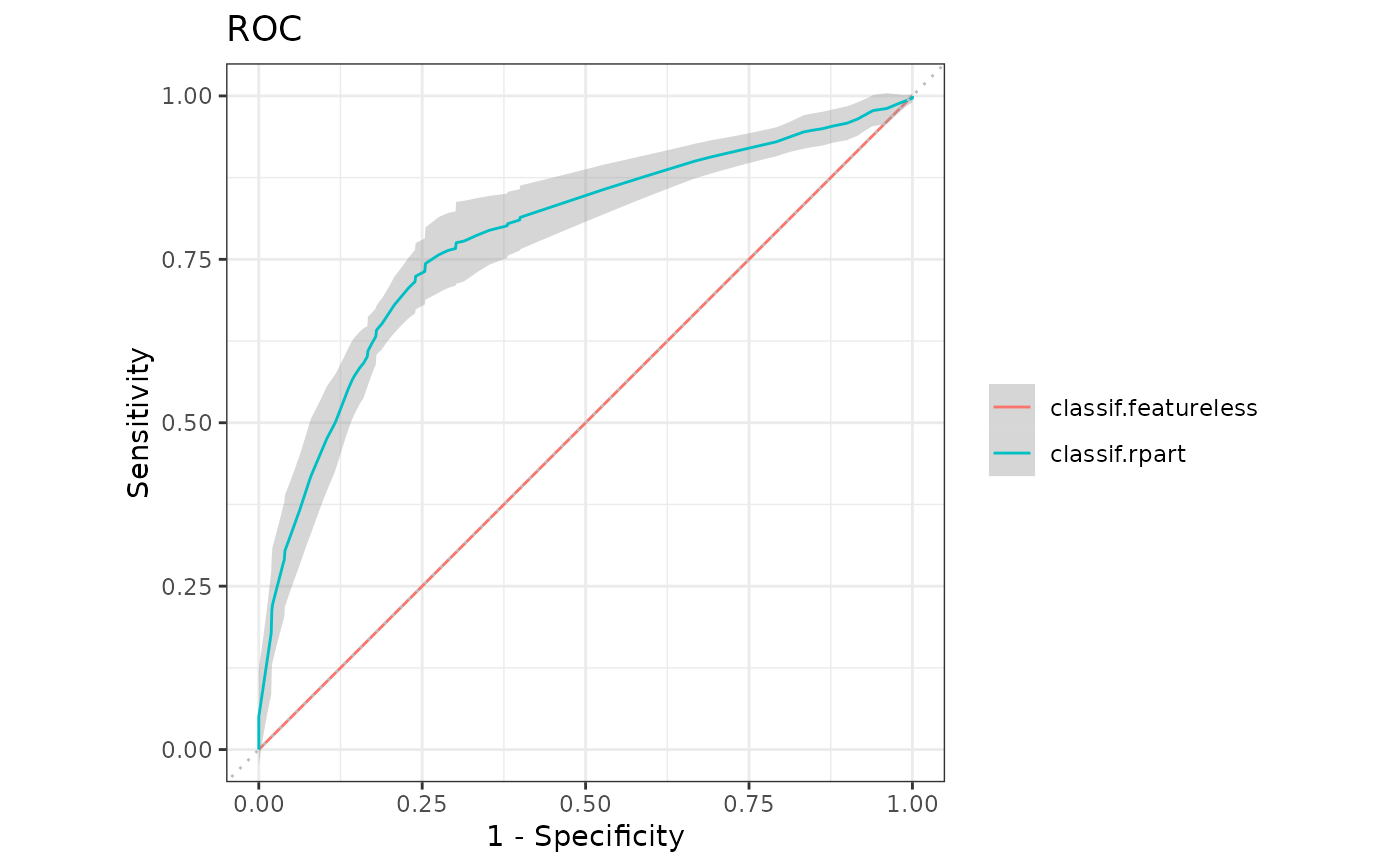 ROC
1.00
0.75
0.50
0.25
0.00
Sensitivity
0.00 0.25 0.50 0.75 1.00
1 - Specificity
classif.featureless
classif.rpart